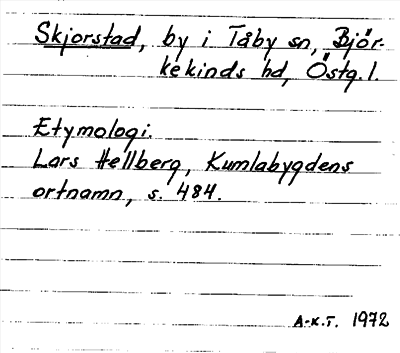 Skjorstad, by i Tåby sn, Björ-
kekinds hd, Östg. l.
Etymologi:
Lars Hellberg, Kumlabygdens
ortnamn, s. 484.
A-K.T. 1972